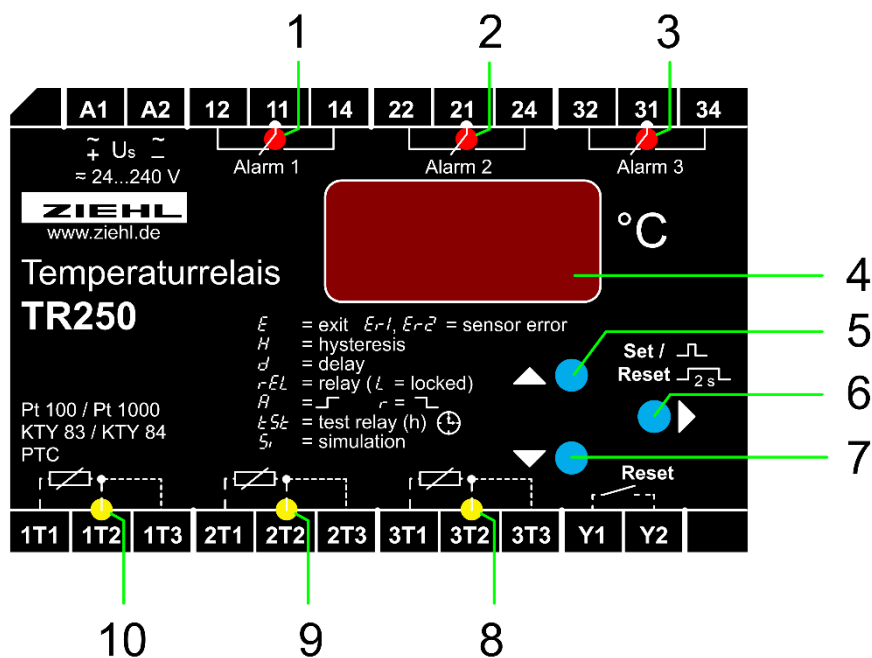 1 2 3
A1 A2 12 11 14 22 21 24 32 31 34
~ Us ~
+ −
≂ 24...240 V
Alarm 1 Alarm 2 Alarm 3
ZIEHL
www.ziehl.de
°C
Temperaturrelais
TR250
4
E = exit Er1, Er2 = sensor error
H = hysteresis
d = delay
rEL = relay (L = locked)
A = r =
tSt = test relay (h)
Si = simulation
5
Set /
Reset 2 s
6
7
Pt 100 / Pt 1000
KTY 83 / KTY 84
PTC
Reset
1T1 1T2 1T3 2T1 2T2 2T3 3T1 3T2 3T3 Y1 Y2
10 9 8